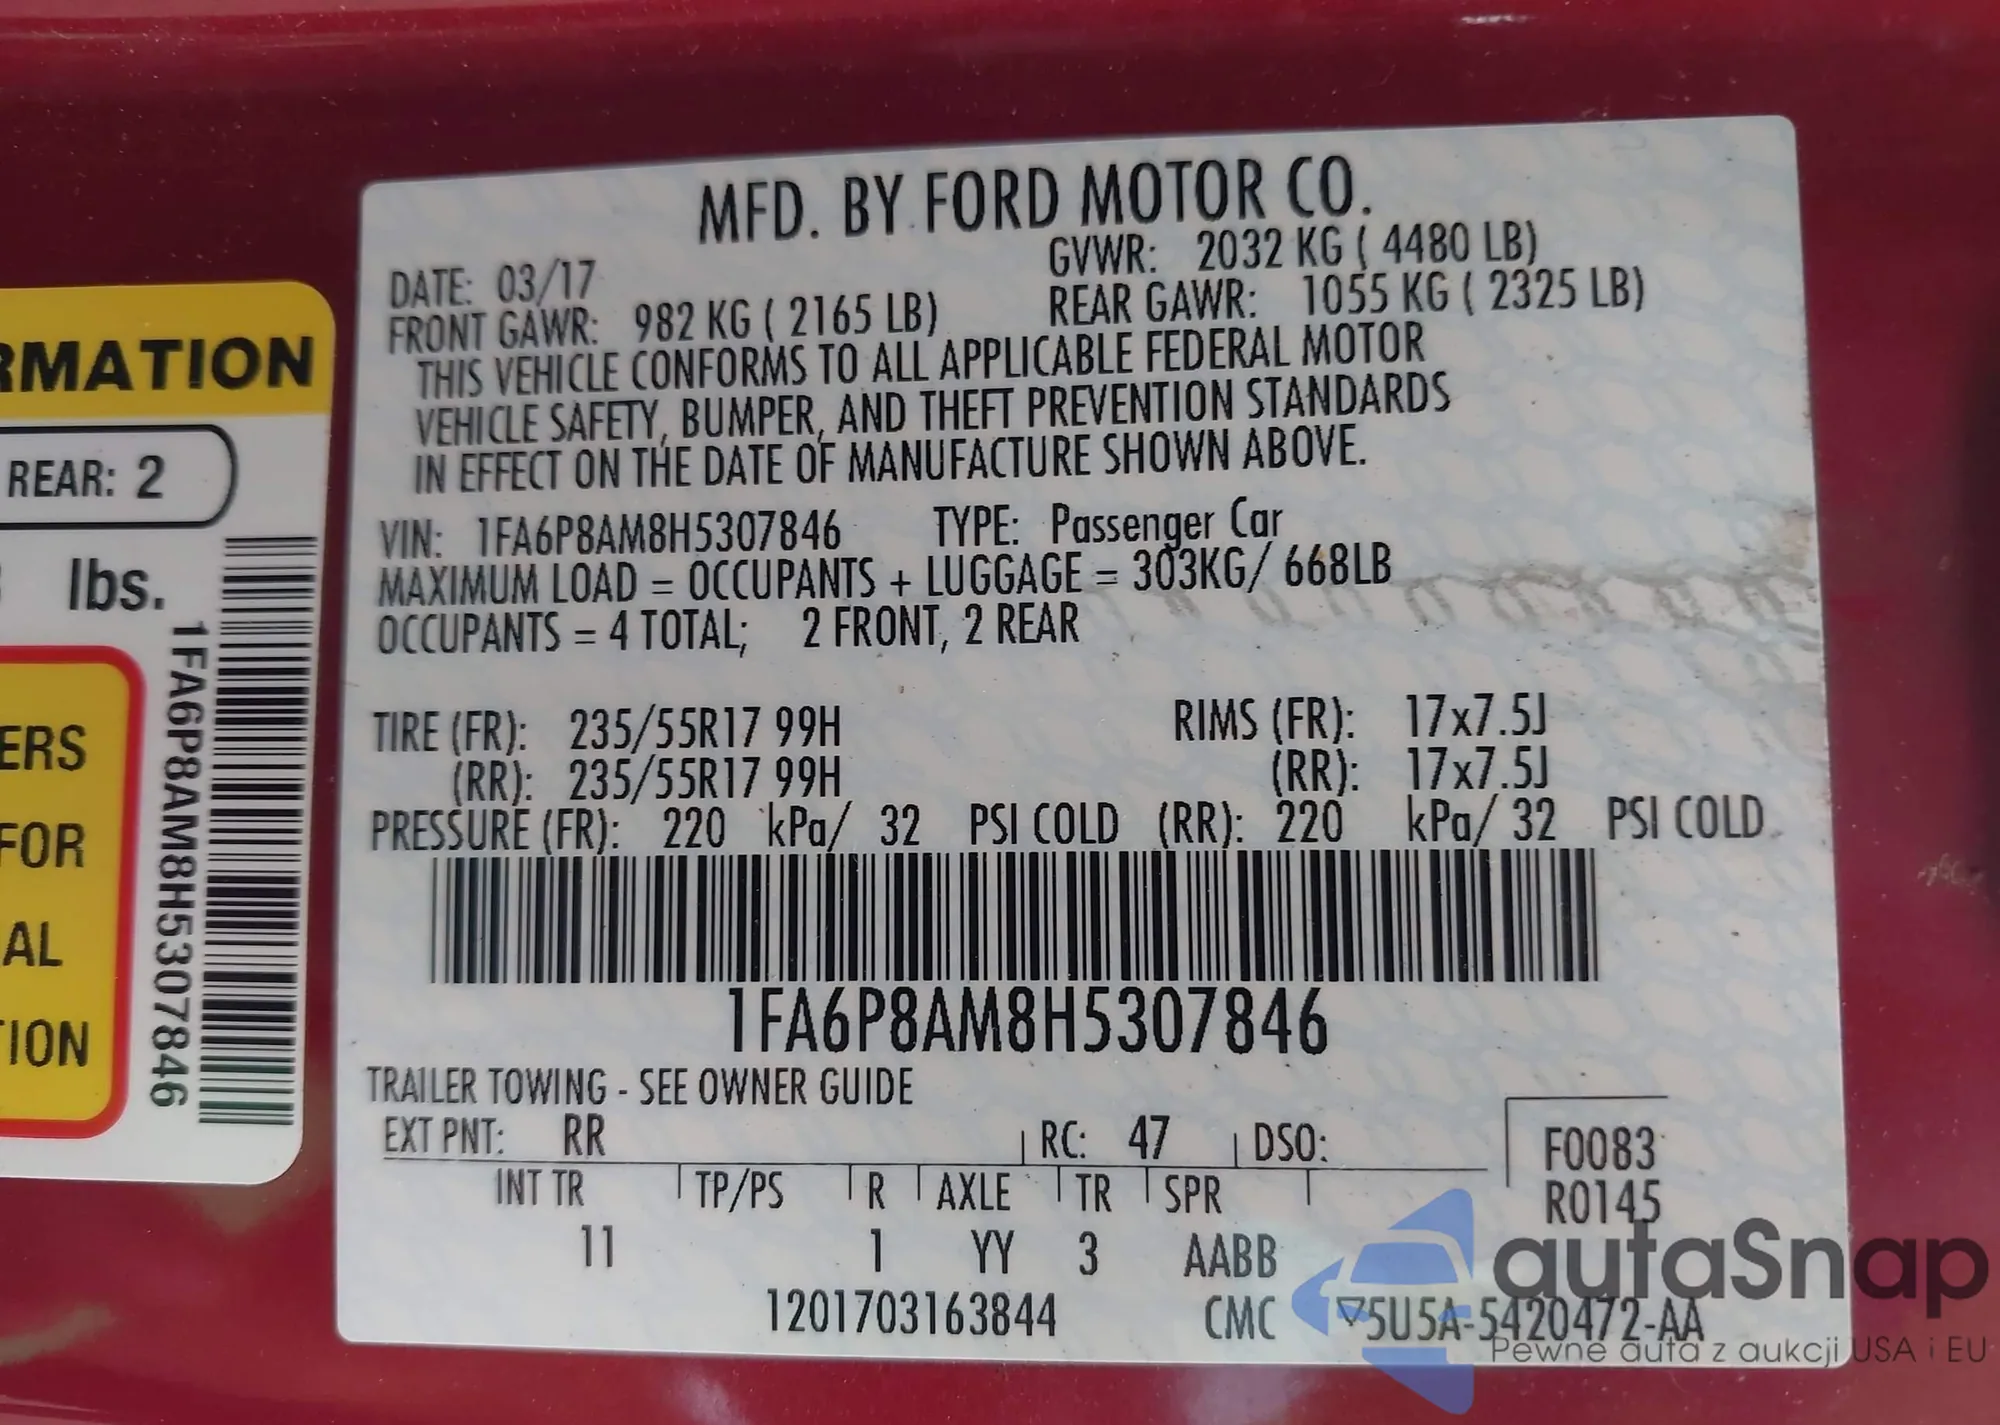 RMATION
REAR: 2
lbs.
ERS
FOR
AL
TION
1FA6P8AM8H5307846
MFD. BY FORD MOTOR CO.
DATE: 03/17 GVWR: 2032 KG ( 4480 LB)
FRONT GAWR: 982 KG ( 2165 LB) REAR GAWR: 1055 KG ( 2325 LB)
THIS VEHICLE CONFORMS TO ALL APPLICABLE FEDERAL MOTOR
VEHICLE SAFETY, BUMPER, AND THEFT PREVENTION STANDARDS
IN EFFECT ON THE DATE OF MANUFACTURE SHOWN ABOVE.
VIN: 1FA6P8AM8H5307846 TYPE: Passenger Car
MAXIMUM LOAD = OCCUPANTS + LUGGAGE = 303KG/ 668LB
OCCUPANTS = 4 TOTAL; 2 FRONT, 2 REAR
TIRE (FR): 235/55R17 99H RIMS (FR): 17x7.5J
(RR): 235/55R17 99H (RR): 17x7.5J
PRESSURE (FR): 220 kPa/ 32 PSI COLD (RR): 220 kPa/ 32 PSI COLD
1FA6P8AM8H5307846
TRAILER TOWING - SEE OWNER GUIDE
EXT PNT: RR RC: 47 DSO: F0083
INT TR TP/PS R AXLE TR SPR R0145
11 1 YY 3 AABB
1201703163844 CMC ▽5U5A-5420472-AA
autaSnap
Pewne auta z aukcji USA i EU